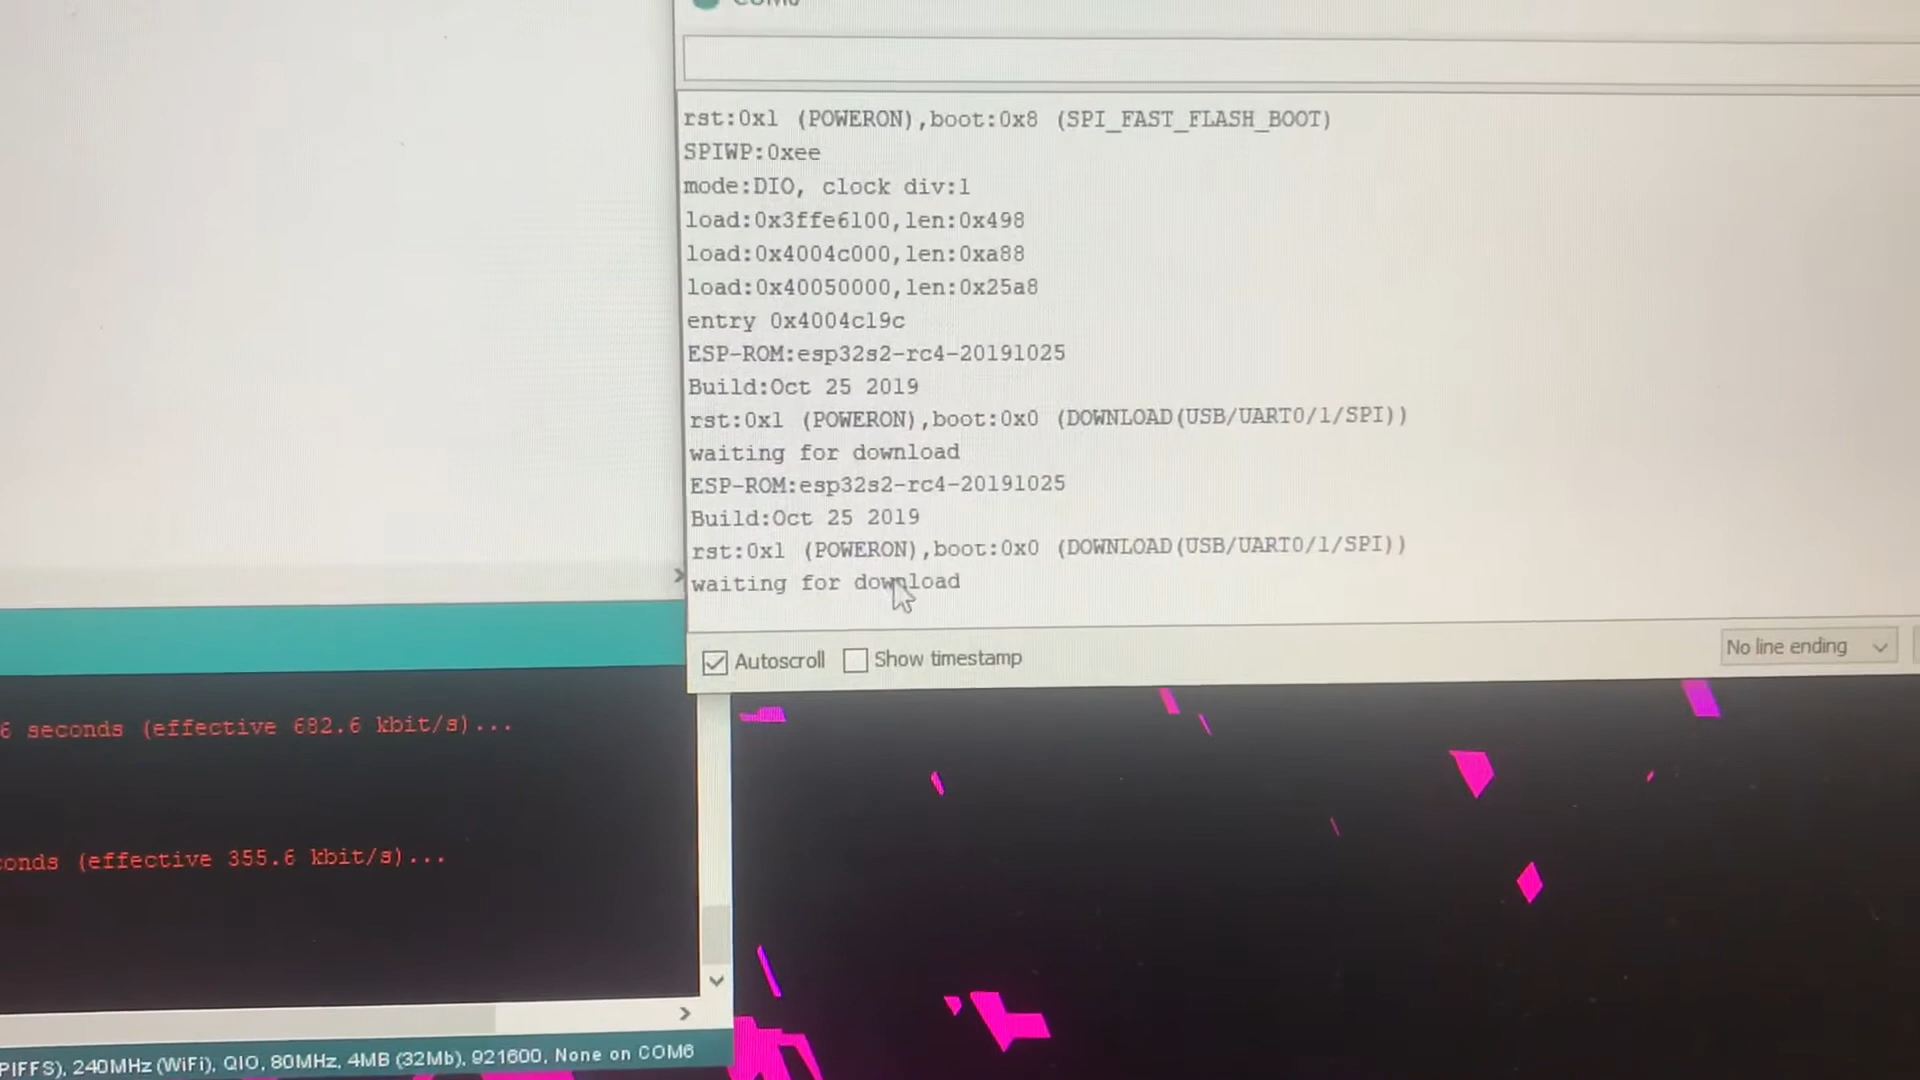 rst:0x1 (POWERON),boot:0x8 (SPI_FAST_FLASH_BOOT)
SPIWP:0xee
mode:DIO, clock div:1
load:0x3ffe6100,len:0x498
load:0x4004c000,len:0xa88
load:0x40050000,len:0x25a8
entry 0x4004c19c
ESP-ROM:esp32s2-rc4-20191025
Build:Oct 25 2019
rst:0x1 (POWERON),boot:0x0 (DOWNLOAD(USB/UART0/1/SPI))
waiting for download
ESP-ROM:esp32s2-rc4-20191025
Build:Oct 25 2019
rst:0x1 (POWERON),boot:0x0 (DOWNLOAD(USB/UART0/1/SPI))
waiting for download
Autoscroll Show timestamp
No line ending
6 seconds (effective 682.6 kbit/s)...
conds (effective 355.6 kbit/s)...
PIFFS), 240MHz (WiFi), QIO, 80MHz, 4MB (32Mb), 921600, None on COM6